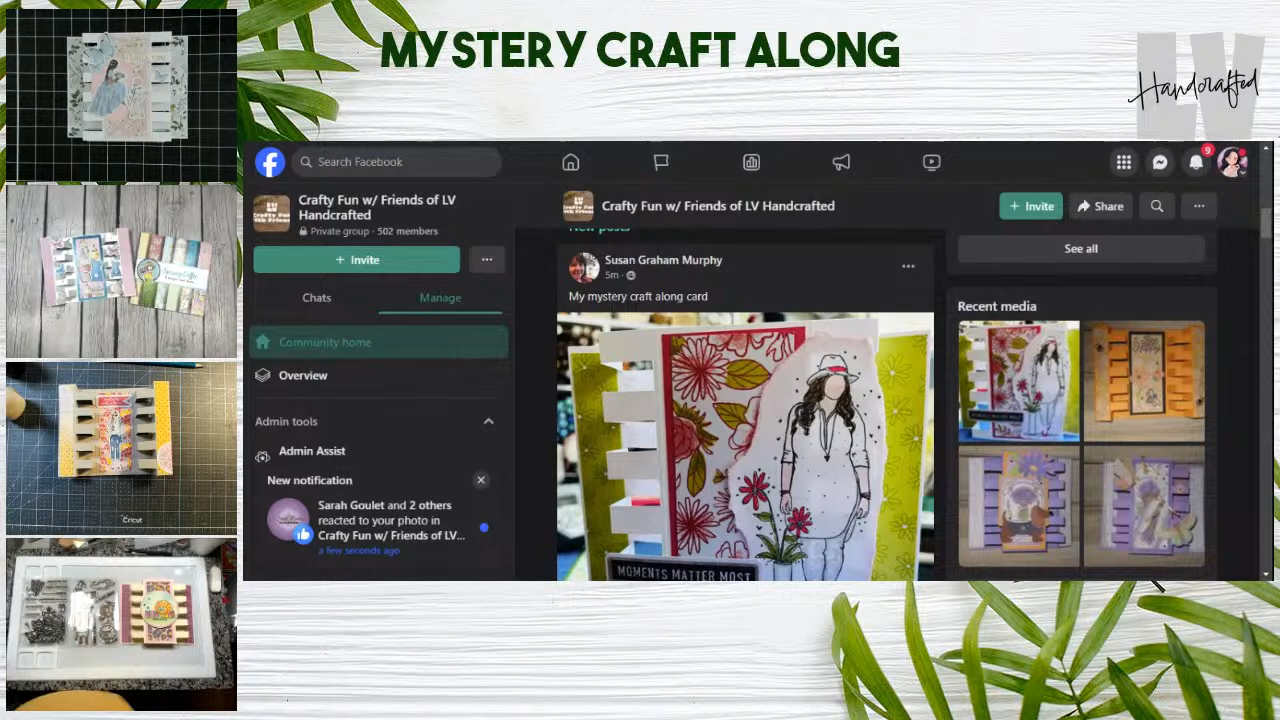 MYSTERY CRAFT ALONG
LV
Handcrafted
Search Facebook
9
Crafty Fun w/ Friends of LV
Handcrafted
Private group · 502 members
+ Invite
Chats
Manage
Community home
Overview
Admin tools
Admin Assist
New notification
Sarah Goulet and 2 others
reacted to your photo in
Crafty Fun w/ Friends of LV...
a few seconds ago
Crafty Fun w/ Friends of LV Handcrafted
+ Invite
Share
New posts
Susan Graham Murphy
5m ·
My mystery craft along card
MOMENTS MATTER MOST
See all
Recent media
Cricut